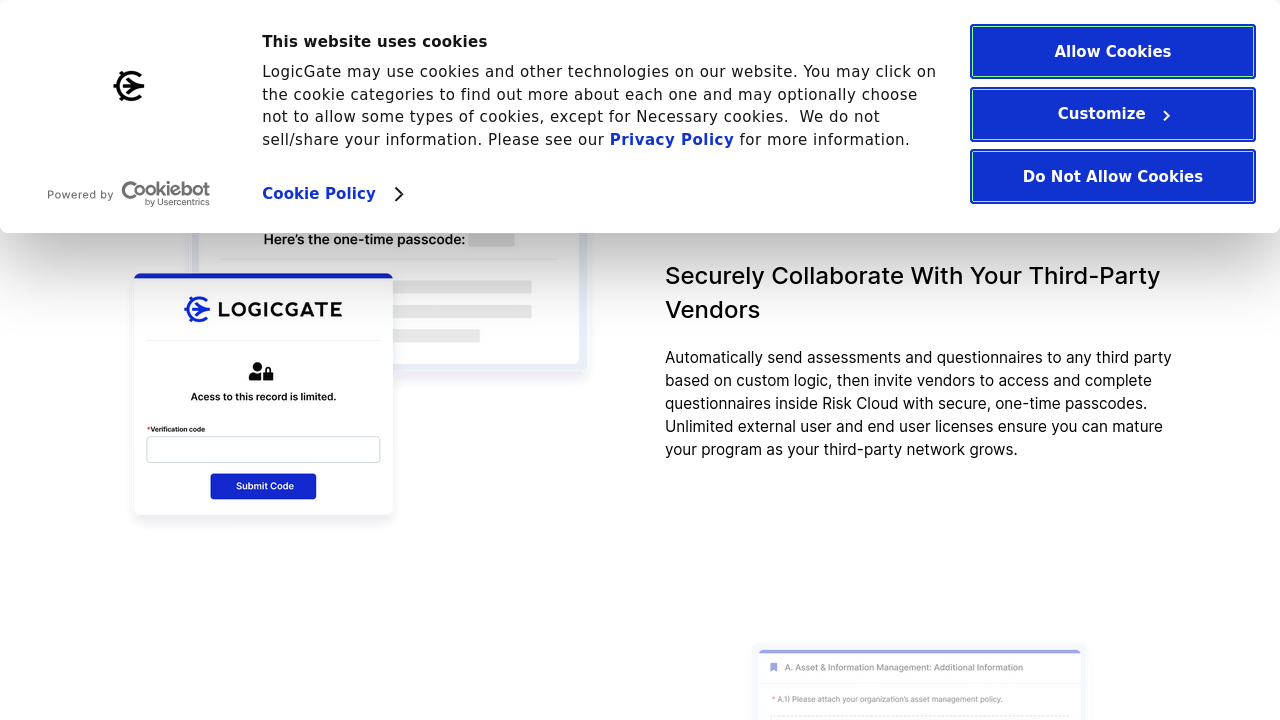 This website uses cookies
LogicGate may use cookies and other technologies on our website. You may click on
the cookie categories to find out more about each one and may optionally choose
not to allow some types of cookies, except for Necessary cookies.  We do not
sell/share your information. Please see our Privacy Policy for more information.
Cookie Policy
Powered by Cookiebot
by Usercentrics
Allow Cookies
Customize
Do Not Allow Cookies
Here's the one-time passcode:
LOGICGATE
Acess to this record is limited.
*Verification code
Submit Code
Securely Collaborate With Your Third-Party
Vendors
Automatically send assessments and questionnaires to any third party
based on custom logic, then invite vendors to access and complete
questionnaires inside Risk Cloud with secure, one-time passcodes.
Unlimited external user and end user licenses ensure you can mature
your program as your third-party network grows.
A. Asset & Information Management: Additional Information
* A.1) Please attach your organization's asset management policy.